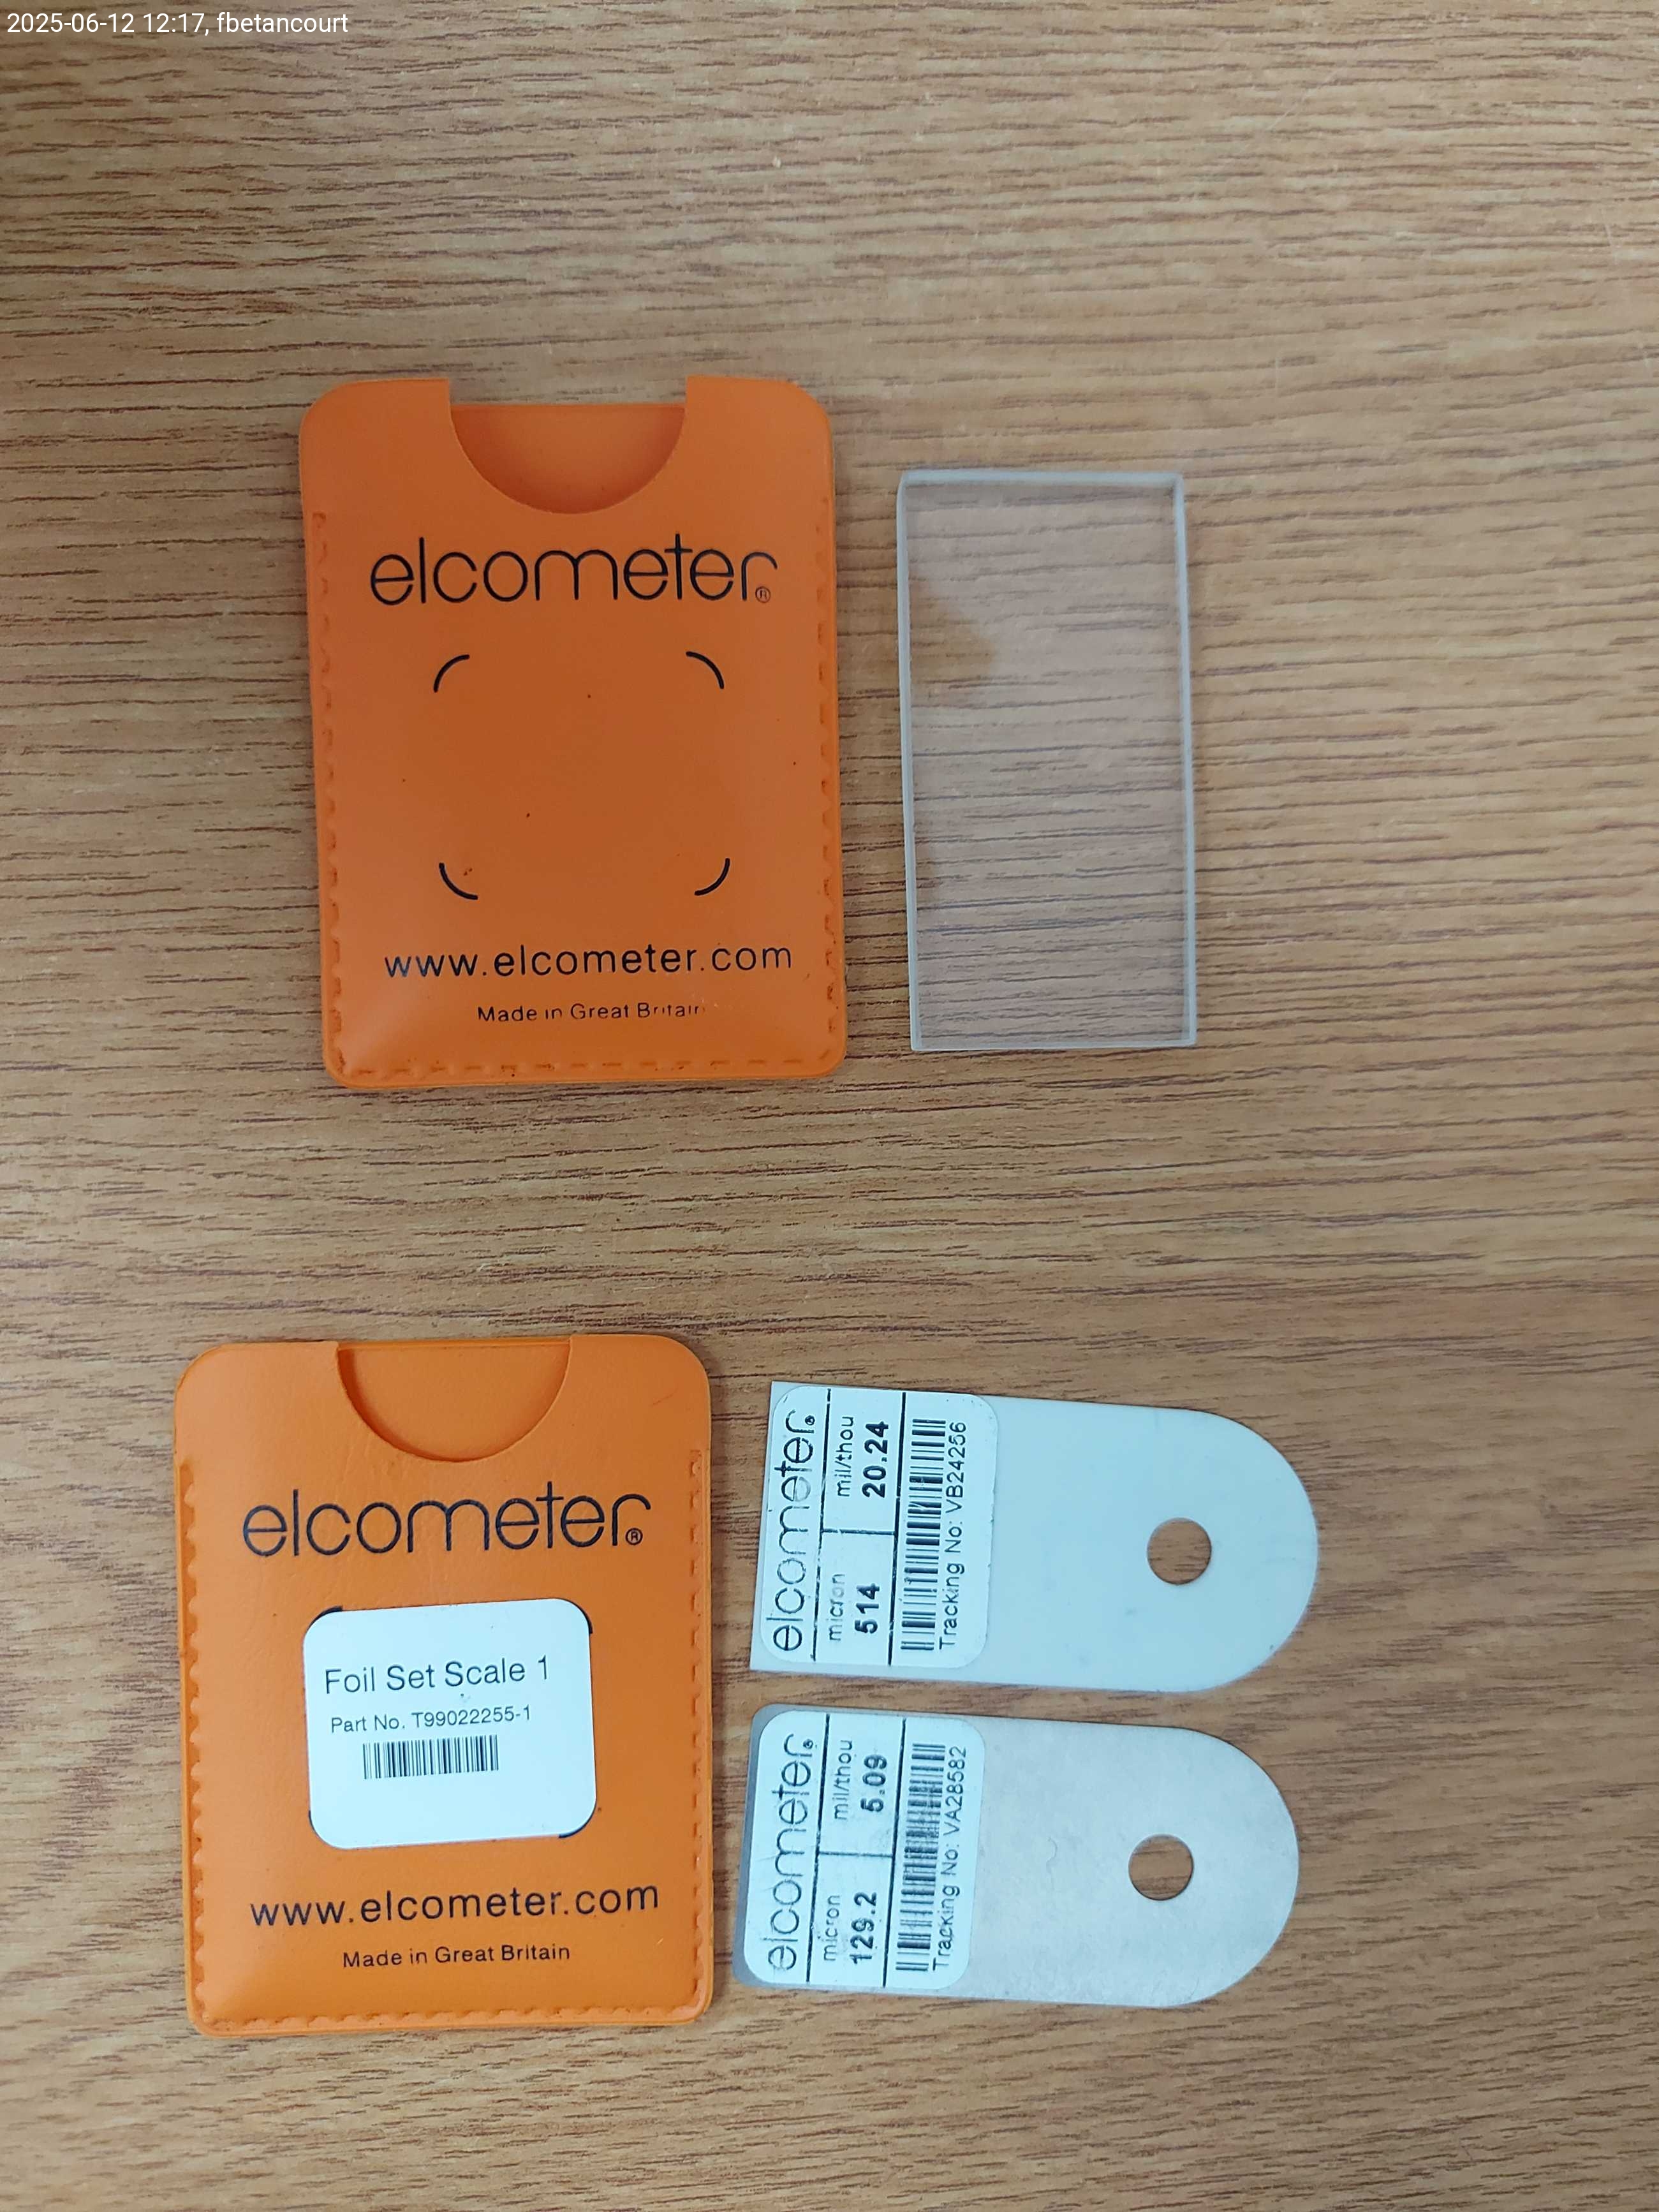 2025-06-12 12:17, fbetancourt
elcometer®
www.elcometer.com
Made in Great Britain
elcometer®
Foil Set Scale 1
Part No. T99022255-1
www.elcometer.com
Made in Great Britain
elcometer®
micron mil/thou
514 20.24
Tracking No: VB24256
elcometer®
micron mil/thou
129.2 5.09
Tracking No: VA28582